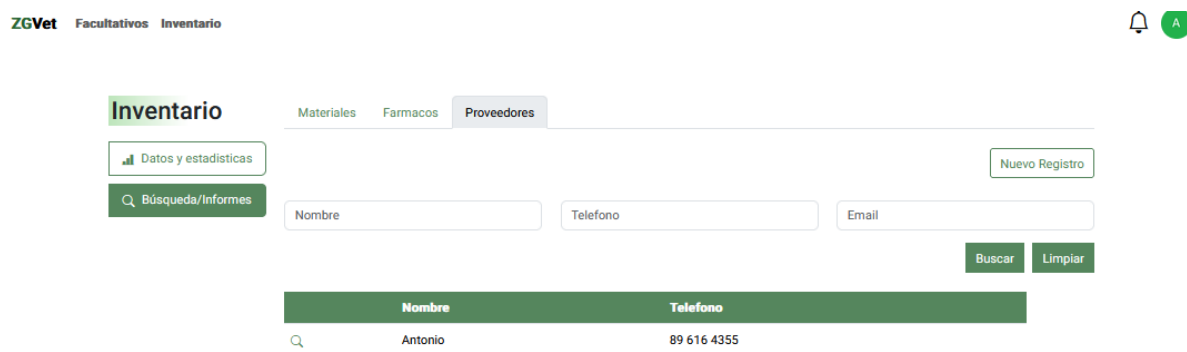 ZGVet Facultativos Inventario
A
Inventario
Materiales Farmacos Proveedores
Datos y estadisticas
Nuevo Registro
Búsqueda/Informes
Nombre Telefono Email
Buscar Limpiar
Nombre Telefono
Antonio 89 616 4355